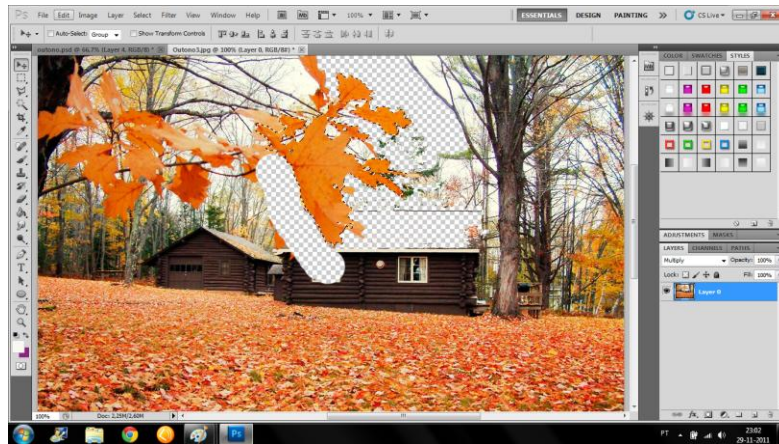 PS File Edit Image Layer Select Filter View Window Help Mb 100% ESSENTIALS DESIGN PAINTING CS Live
Auto-Select: Group Show Transform Controls
outono.psd @ 66,7% (Layer 4, RGB/8) * Outono3.jpg @ 100% (Layer 0, RGB/8#) *
COLOR SWATCHES STYLES
ADJUSTMENTS MASKS
LAYERS CHANNELS PATHS
Multiply Opacity: 100%
Lock: Fill: 100%
Layer 0
100% Doc: 2,25M/2,60M
Ps PT 23:02
29-11-2011